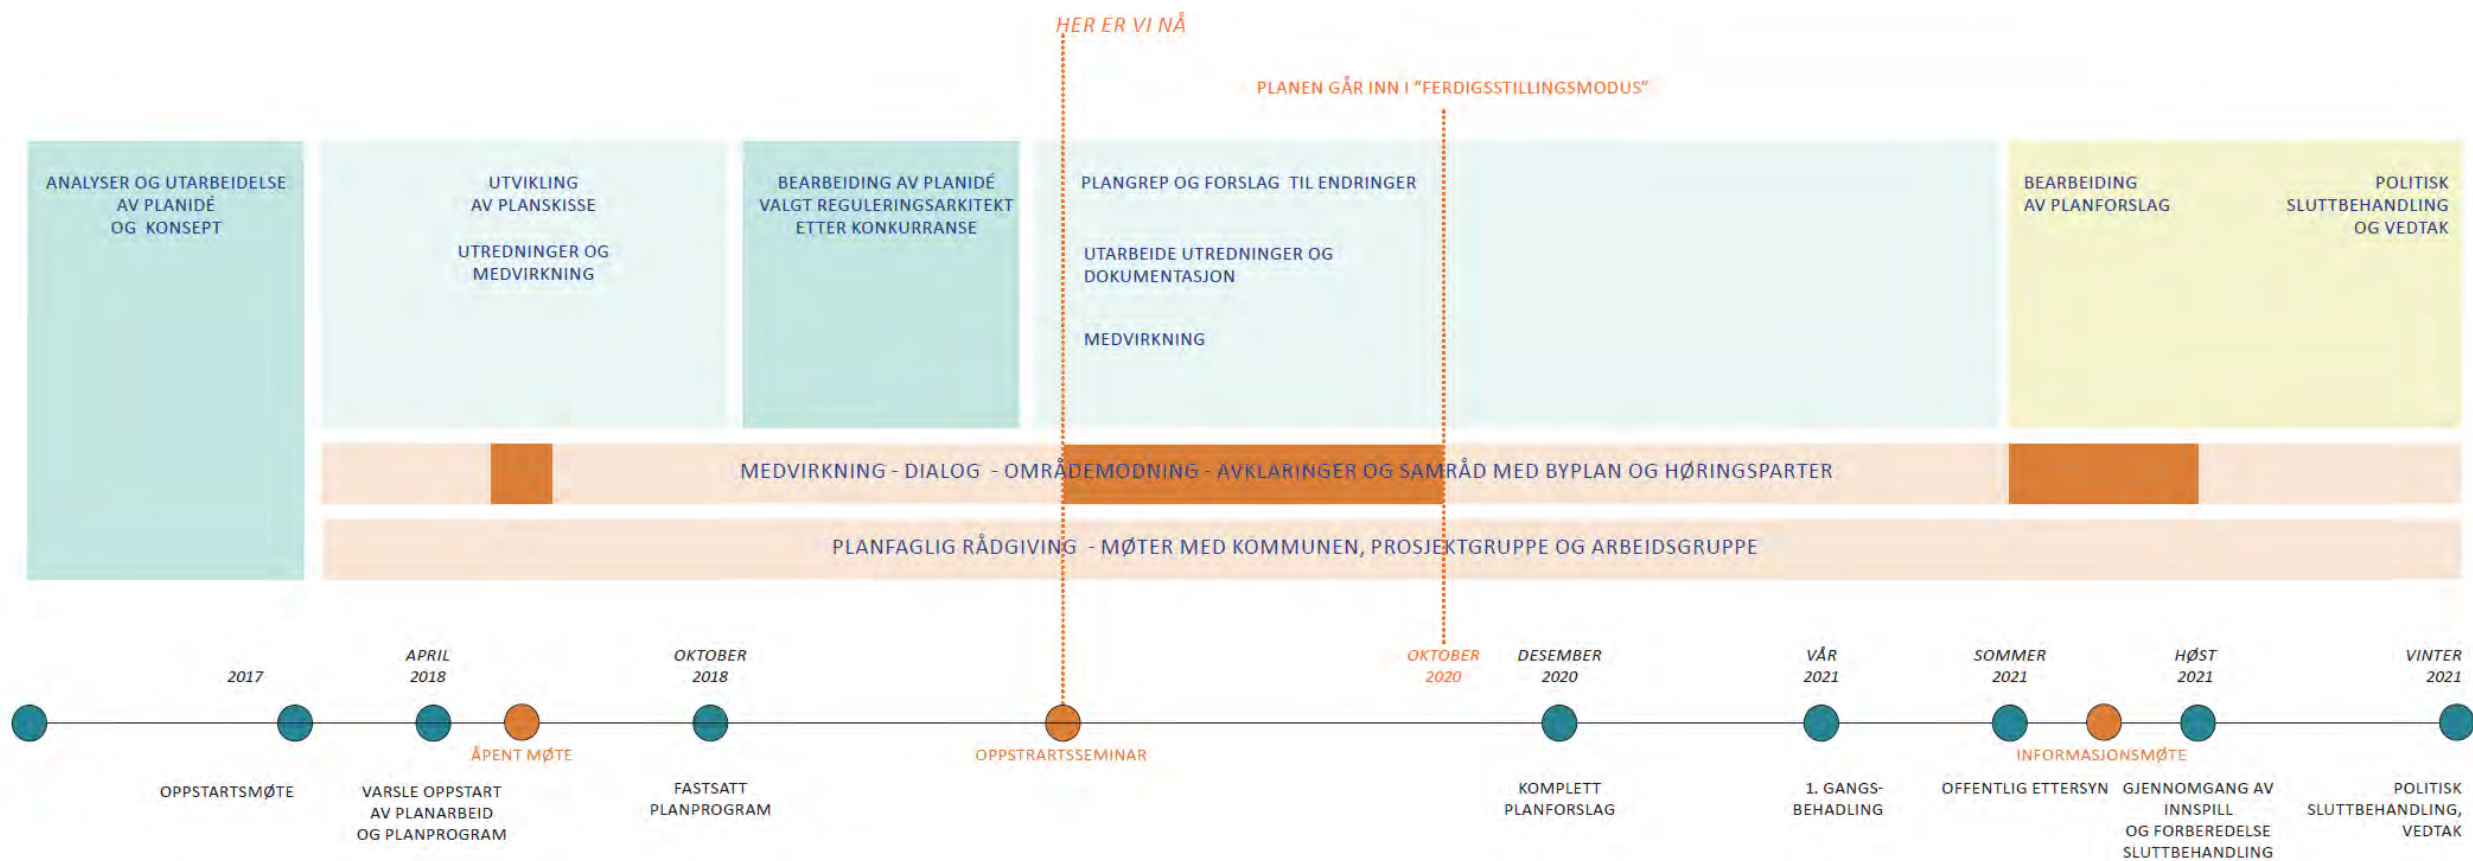 HER ER VI NÅ
PLANEN GÅR INN I "FERDIGSSTILLINGSMODUS"
ANALYSER OG UTARBEIDELSE
AV PLANIDÉ
OG KONSEPT
UTVIKLING
AV PLANSKISSE
UTREDNINGER OG
MEDVIRKNING
BEARBEIDING AV PLANIDÉ
VALGT REGULERINGSARKITEKT
ETTER KONKURRANSE
PLANGREP OG FORSLAG TIL ENDRINGER
UTARBEIDE UTREDNINGER OG
DOKUMENTASJON
MEDVIRKNING
BEARBEIDING
AV PLANFORSLAG
POLITISK
SLUTTBEHANDLING
OG VEDTAK
MEDVIRKNING - DIALOG - OMRÅDEMODNING - AVKLARINGER OG SAMRÅD MED BYPLAN OG HØRINGSPARTER
PLANFAGLIG RÅDGIVING - MØTER MED KOMMUNEN, PROSJEKTGRUPPE OG ARBEIDSGRUPPE
2017
APRIL
2018
OKTOBER
2018
OKTOBER
2020
DESEMBER
2020
VÅR
2021
SOMMER
2021
HØST
2021
VINTER
2021
ÅPENT MØTE
OPPSTRARTSSEMINAR
INFORMASJONSMØTE
OPPSTARTSMØTE
VARSLE OPPSTART
AV PLANARBEID
OG PLANPROGRAM
FASTSATT
PLANPROGRAM
KOMPLETT
PLANFORSLAG
1. GANGS-
BEHADLING
OFFENTLIG ETTERSYN
GJENNOMGANG AV
INNSPILL
OG FORBEREDELSE
SLUTTBEHANDLING
POLITISK
SLUTTBEHANDLING,
VEDTAK